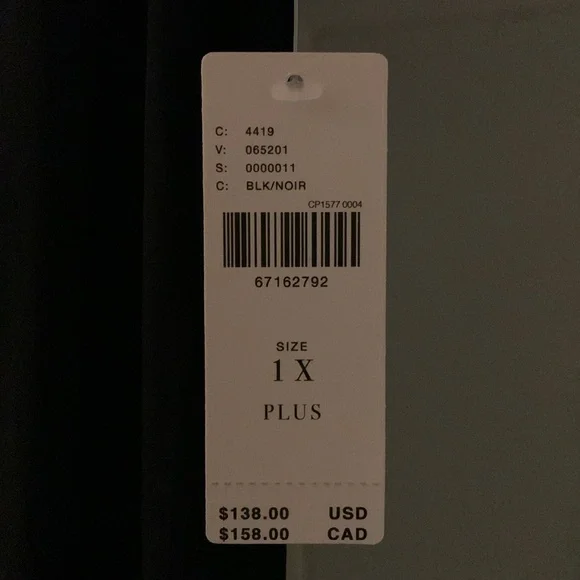 C: 4419
V: 065201
S: 0000011
C: BLK/NOIR
CP1577 0004
67162792
SIZE
1 X
PLUS
$138.00 USD
$158.00 CAD